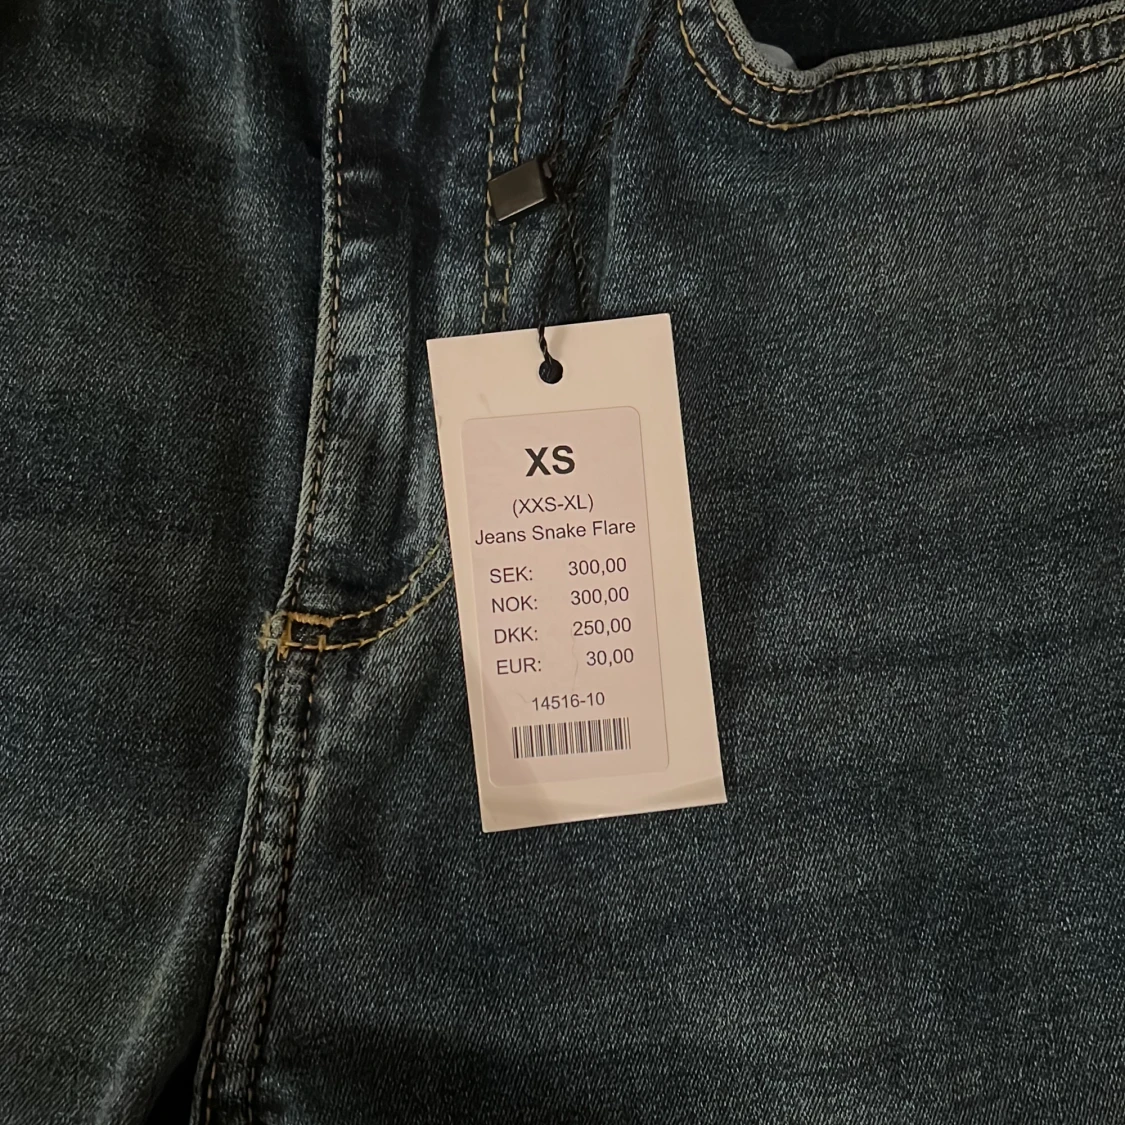 XS
(XXS-XL)
Jeans Snake Flare
SEK: 300,00
NOK: 300,00
DKK: 250,00
EUR: 30,00
14516-10